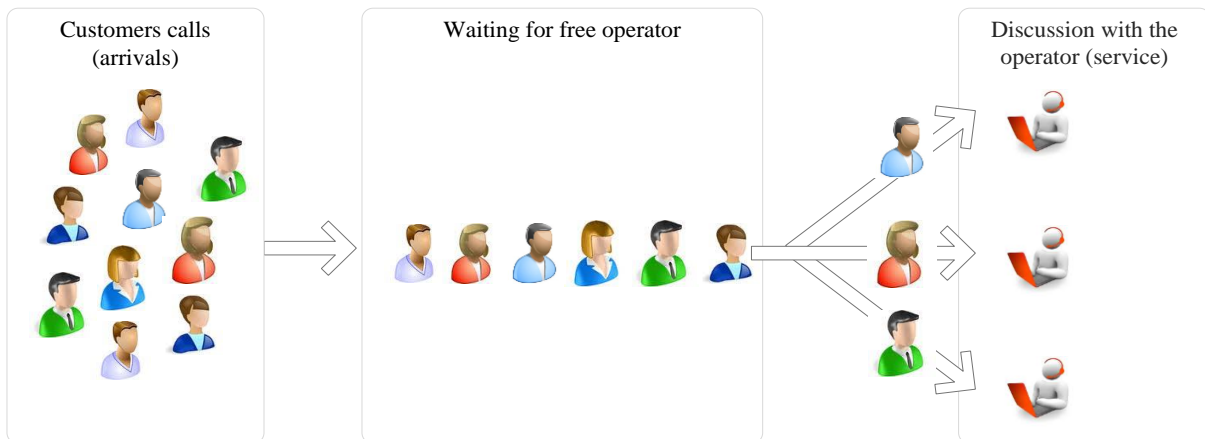 Customers calls
(arrivals)
Waiting for free operator
Discussion with the
operator (service)